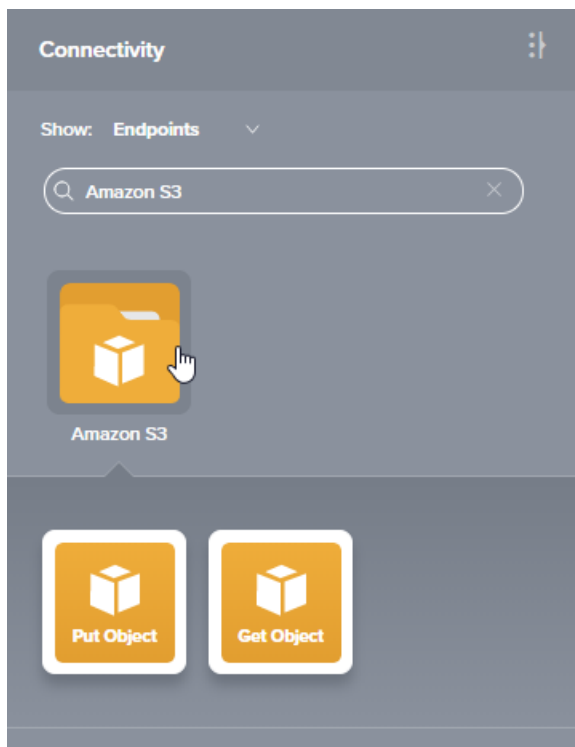 Connectivity
Show: Endpoints
Amazon S3
Amazon S3
Put Object
Get Object